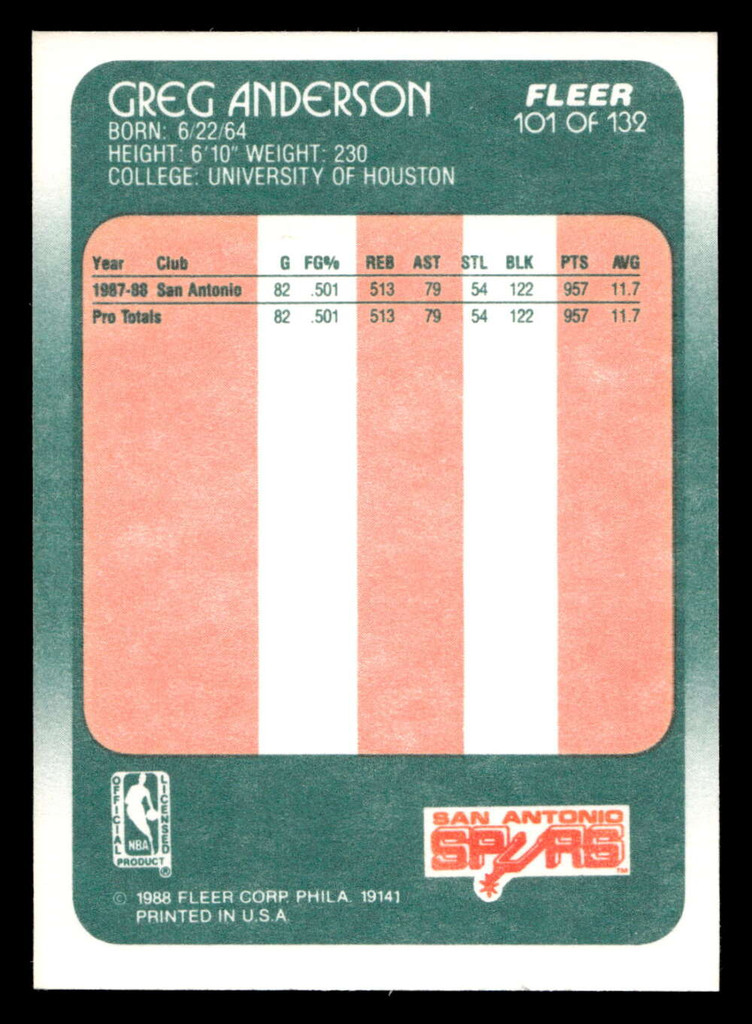 GREG ANDERSON
BORN: 6/22/64
HEIGHT: 6'10" WEIGHT: 230
COLLEGE: UNIVERSITY OF HOUSTON
FLEER
101 OF 132
Year Club G FG% REB AST STL BLK PTS AVG
1987-88 San Antonio 82 .501 513 79 54 122 957 11.7
Pro Totals 82 .501 513 79 54 122 957 11.7
OFFICIAL LICENSED
NBA
PRODUCT ®
SAN ANTONIO
SPURS
TM
© 1988 FLEER CORP. PHILA. 19141
PRINTED IN U.S.A.